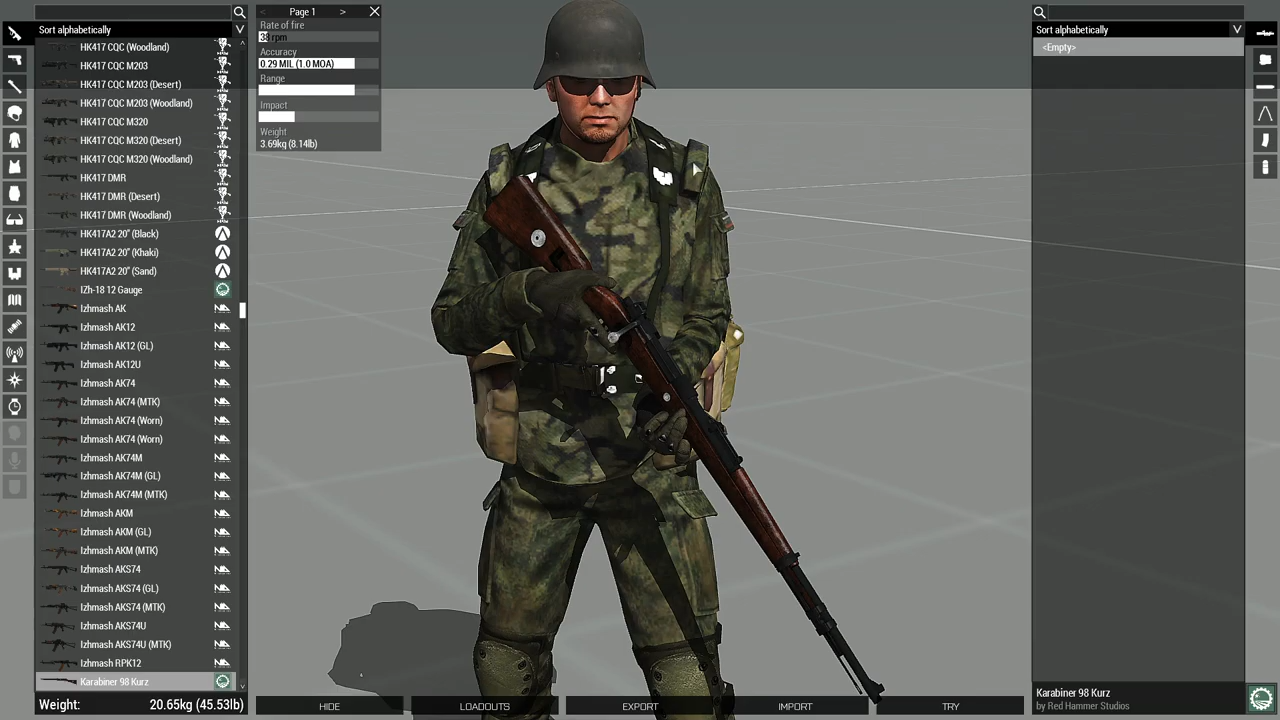 Sort alphabetically
HK417 CQC (Woodland)
HK417 CQC M203
HK417 CQC M203 (Desert)
HK417 CQC M203 (Woodland)
HK417 CQC M320
HK417 CQC M320 (Desert)
HK417 CQC M320 (Woodland)
HK417 DMR
HK417 DMR (Desert)
HK417 DMR (Woodland)
HK417A2 20" (Black)
HK417A2 20" (Khaki)
HK417A2 20" (Sand)
IZh-18 12 Gauge
Izhmash AK
Izhmash AK12
Izhmash AK12 (GL)
Izhmash AK12U
Izhmash AK74
Izhmash AK74 (MTK)
Izhmash AK74 (Worn)
Izhmash AK74 (Worn)
Izhmash AK74M
Izhmash AK74M (GL)
Izhmash AK74M (MTK)
Izhmash AKM
Izhmash AKM (GL)
Izhmash AKM (MTK)
Izhmash AKS74
Izhmash AKS74 (GL)
Izhmash AKS74 (MTK)
Izhmash AKS74U
Izhmash AKS74U (MTK)
Izhmash RPK12
Karabiner 98 Kurz
Weight: 20.65kg (45.53lb)
< Page 1 >
Rate of fire
33 rpm
Accuracy
0.29 MIL (1.0 MOA)
Range
Impact
Weight
3.69kg (8.14lb)
HIDE LOADOUTS EXPORT IMPORT TRY
Sort alphabetically
<Empty>
Karabiner 98 Kurz
by Red Hammer Studios